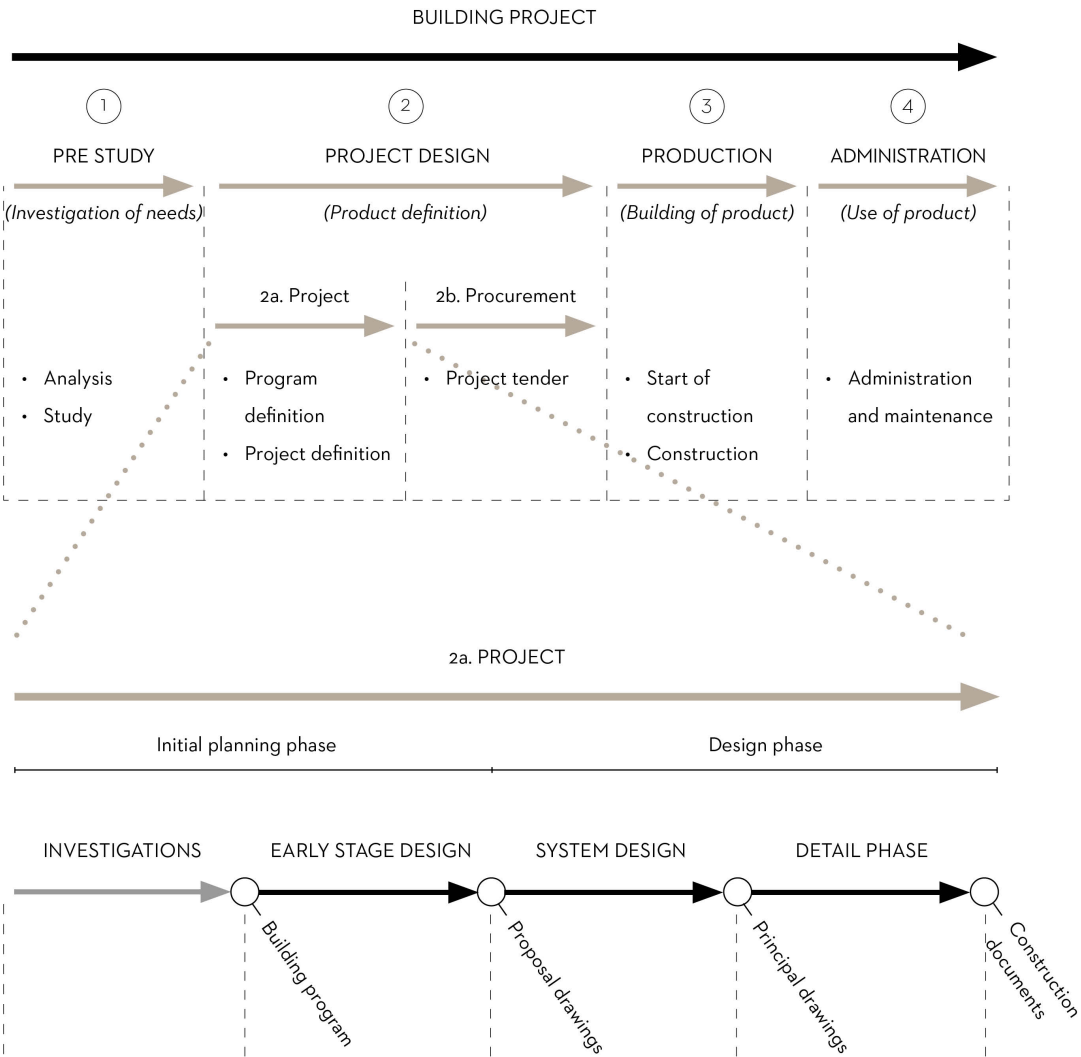 BUILDING PROJECT
1
2
3
4
PRE STUDY
PROJECT DESIGN
PRODUCTION
ADMINISTRATION
(Investigation of needs)
(Product definition)
(Building of product)
(Use of product)
2a. Project
2b. Procurement
• Analysis
• Study
• Program
definition
• Project definition
• Project tender
• Start of
construction
• Construction
• Administration
and maintenance
2a. PROJECT
Initial planning phase
Design phase
INVESTIGATIONS
EARLY STAGE DESIGN
SYSTEM DESIGN
DETAIL PHASE
Building program
Proposal drawings
Principal drawings
Construction
documents